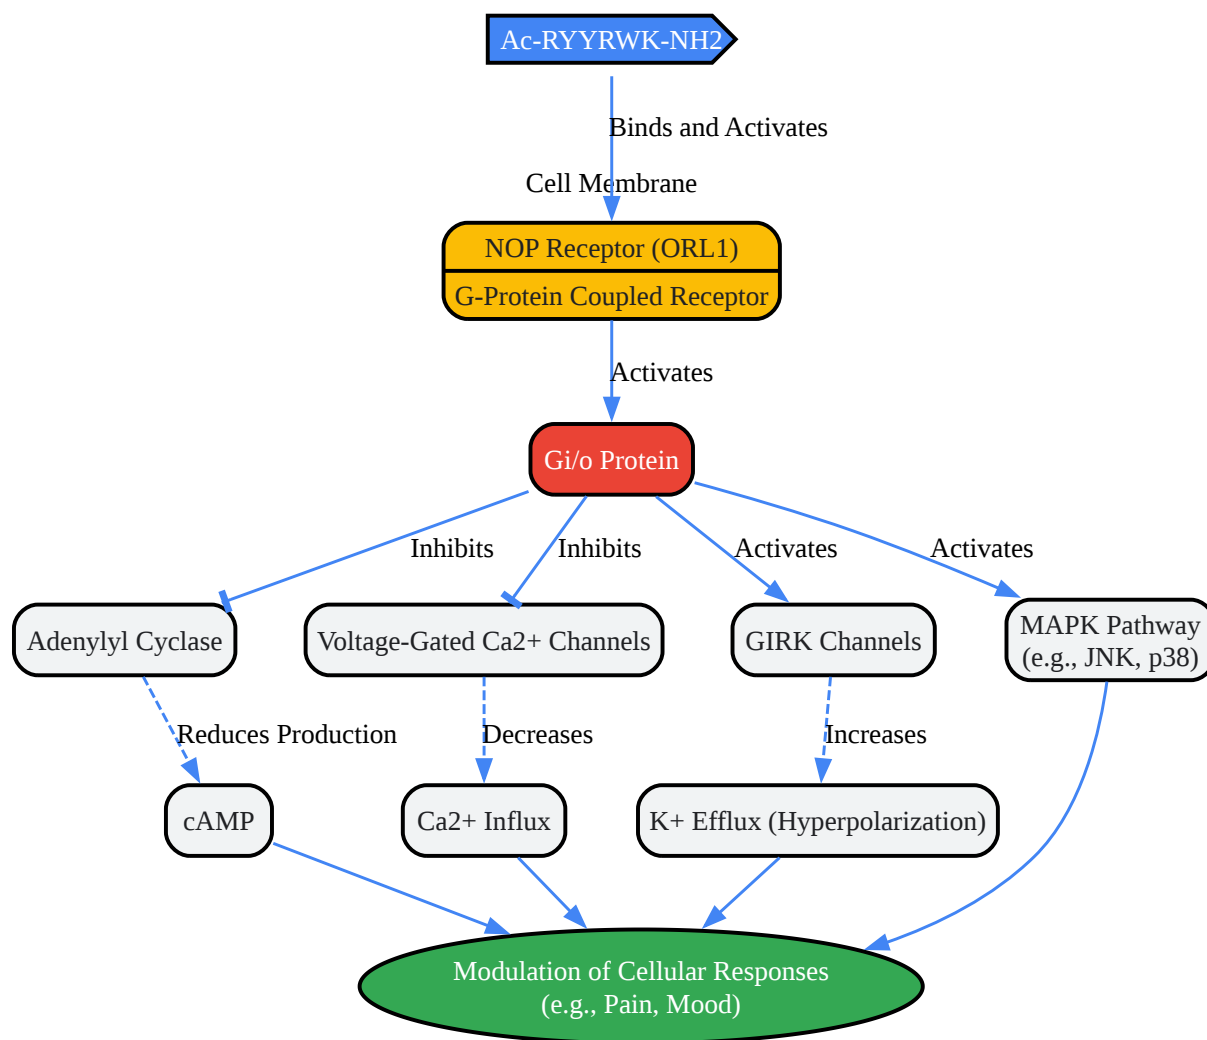 Ac-RYYRWK-NH2
Binds and Activates
Cell Membrane
NOP Receptor (ORL1)
G-Protein Coupled Receptor
Activates
Gi/o Protein
Inhibits
Inhibits
Activates
Activates
Adenylyl Cyclase
Voltage-Gated Ca2+ Channels
GIRK Channels
MAPK Pathway
(e.g., JNK, p38)
Reduces Production
Decreases
Increases
cAMP
Ca2+ Influx
K+ Efflux (Hyperpolarization)
Modulation of Cellular Responses
(e.g., Pain, Mood)